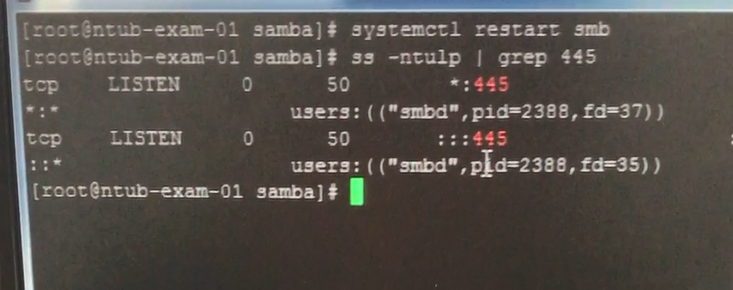 [root@ntub-exam-01 samba]# systemctl restart smb
[root@ntub-exam-01 samba]# ss -ntulp | grep 445
tcp LISTEN 0 50 *:445
*:* users:(("smbd",pid=2388,fd=37))
tcp LISTEN 0 50 :::445
::* users:(("smbd",pid=2388,fd=35))
[root@ntub-exam-01 samba]#